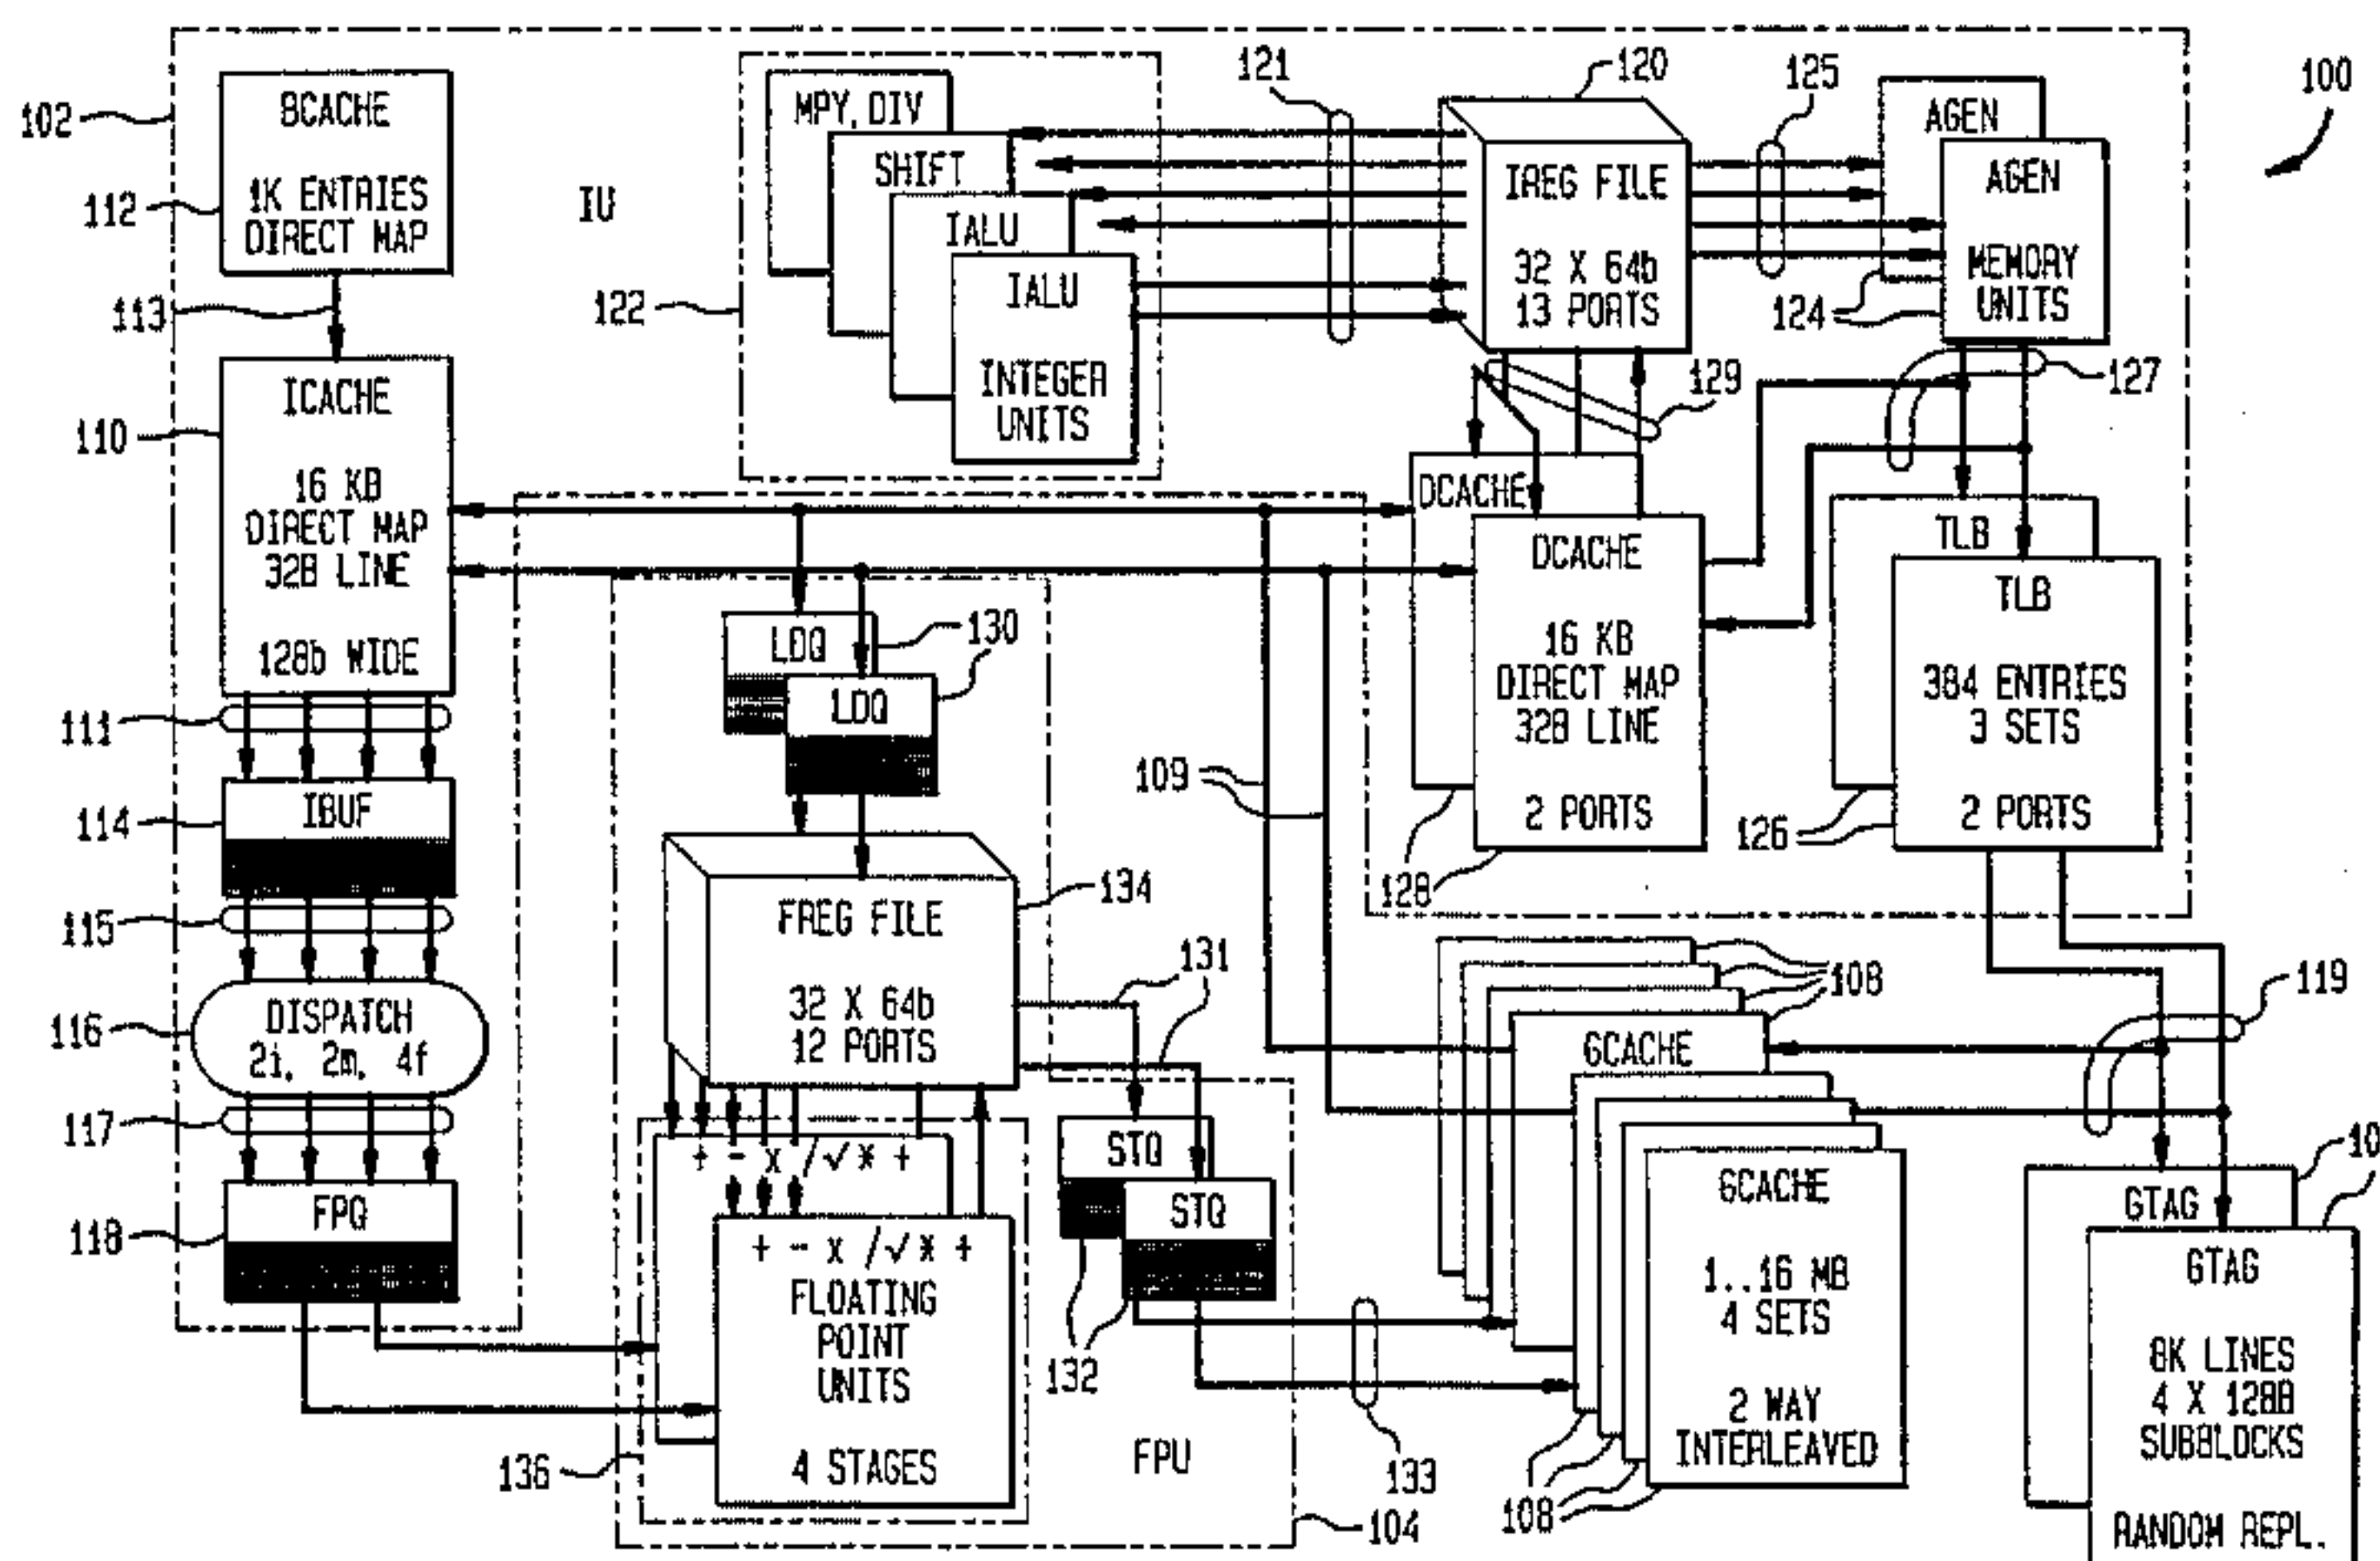 100
102
BCACHE
1K ENTRIES
DIRECT MAP
112
113
ICACHE
16 KB
DIRECT MAP
32B LINE
128b WIDE
110
111
IBUF
114
115
DISPATCH
2i, 2m, 4f
116
117
FPQ
118
IU
MPY, DIV
SHIFT
IALU
IALU
INTEGER
UNITS
122
121
120
IREG FILE
32 X 64b
13 PORTS
125
AGEN
AGEN
MEMORY
UNITS
124
127
129
DCACHE
DCACHE
16 KB
DIRECT MAP
32B LINE
2 PORTS
128
TLB
TLB
384 ENTRIES
3 SETS
2 PORTS
126
109
LDQ
LDQ
130
FREG FILE
32 X 64b
12 PORTS
134
131
+ - x /√ * +
+ - x /√ * +
FLOATING
POINT
UNITS
4 STAGES
136
STQ
STQ
132
133
FPU
104
108
GCACHE
GCACHE
1..16 MB
4 SETS
2 WAY
INTERLEAVED
108
119
10
10
GTAG
GTAG
8K LINES
4 X 128B
SUBBLOCKS
RANDOM REPL.